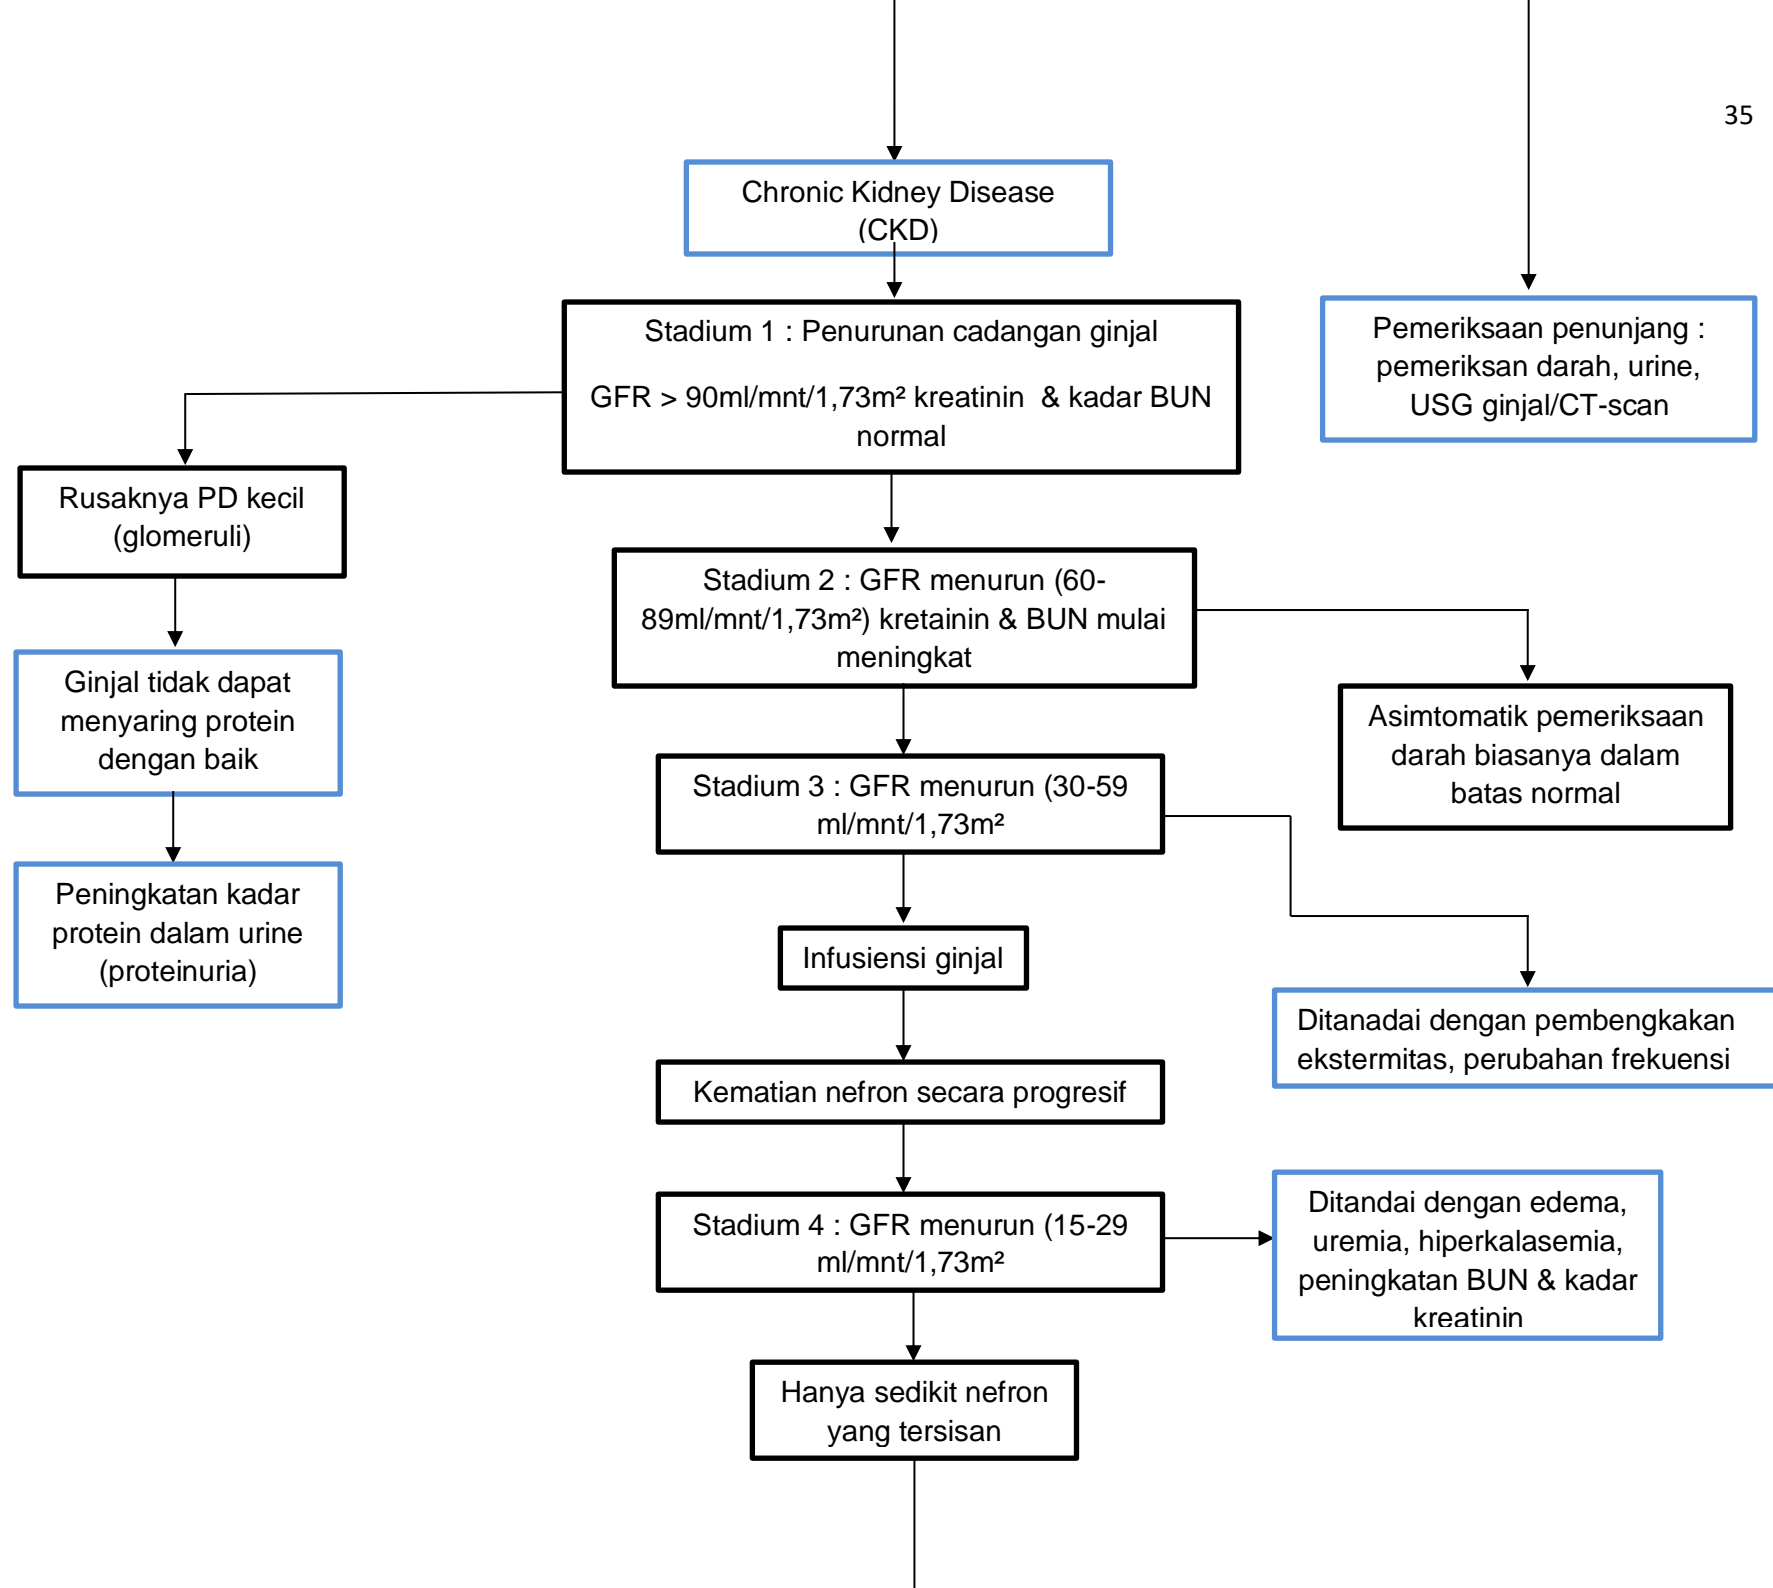 35
Chronic Kidney Disease
(CKD)
Stadium 1 : Penurunan cadangan ginjal
GFR > 90ml/mnt/1,73m² kreatinin & kadar BUN
normal
Pemeriksaan penunjang :
pemeriksan darah, urine,
USG ginjal/CT-scan
Rusaknya PD kecil
(glomeruli)
Stadium 2 : GFR menurun (60-
89ml/mnt/1,73m²) kretainin & BUN mulai
meningkat
Ginjal tidak dapat
menyaring protein
dengan baik
Asimtomatik pemeriksaan
darah biasanya dalam
batas normal
Stadium 3 : GFR menurun (30-59
ml/mnt/1,73m²
Peningkatan kadar
protein dalam urine
(proteinuria)
Infusiensi ginjal
Ditanadai dengan pembengkakan
ekstermitas, perubahan frekuensi
Kematian nefron secara progresif
Stadium 4 : GFR menurun (15-29
ml/mnt/1,73m²
Ditandai dengan edema,
uremia, hiperkalasemia,
peningkatan BUN & kadar
kreatinin
Hanya sedikit nefron
yang tersisan